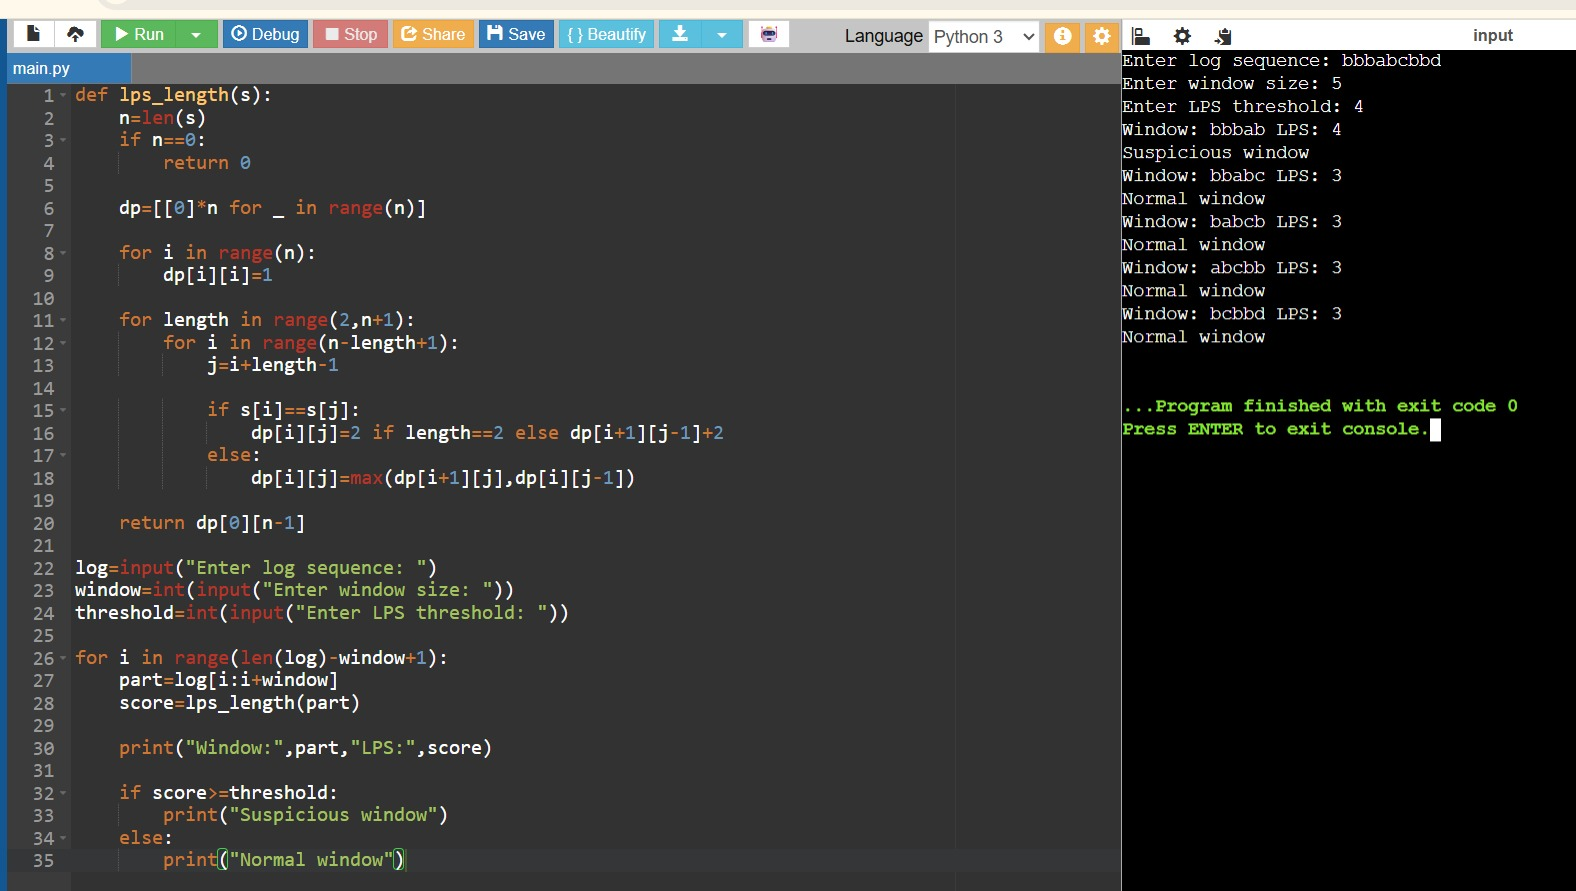 Run Debug Stop Share Save { } Beautify Language Python 3 input
main.py
1 def lps_length(s):
2     n=len(s)
3     if n==0:
4         return 0
5
6     dp=[[0]*n for _ in range(n)]
7
8     for i in range(n):
9         dp[i][i]=1
10
11     for length in range(2,n+1):
12         for i in range(n-length+1):
13             j=i+length-1
14
15             if s[i]==s[j]:
16                 dp[i][j]=2 if length==2 else dp[i+1][j-1]+2
17             else:
18                 dp[i][j]=max(dp[i+1][j],dp[i][j-1])
19
20     return dp[0][n-1]
21
22 log=input("Enter log sequence: ")
23 window=int(input("Enter window size: "))
24 threshold=int(input("Enter LPS threshold: "))
25
26 for i in range(len(log)-window+1):
27     part=log[i:i+window]
28     score=lps_length(part)
29
30     print("Window:",part,"LPS:",score)
31
32     if score>=threshold:
33         print("Suspicious window")
34     else:
35         print("Normal window")
Enter log sequence: bbbabcbbd
Enter window size: 5
Enter LPS threshold: 4
Window: bbbab LPS: 4
Suspicious window
Window: bbabc LPS: 3
Normal window
Window: babcb LPS: 3
Normal window
Window: abcbb LPS: 3
Normal window
Window: bcbbd LPS: 3
Normal window
...Program finished with exit code 0
Press ENTER to exit console.